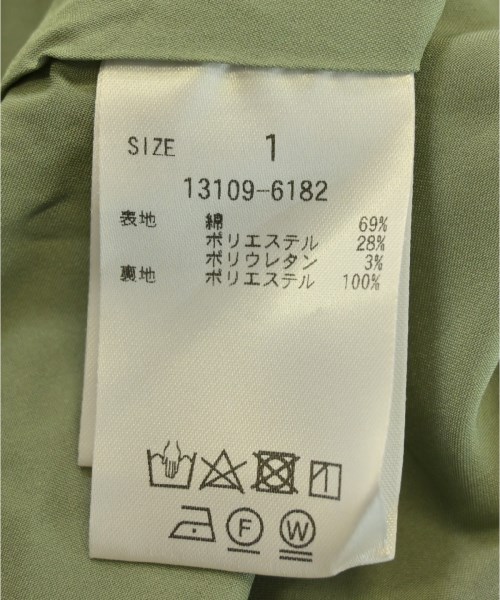 SIZE 1
13109-6182
表地 綿 69%
ポリエステル 28%
ポリウレタン 3%
裏地 ポリエステル 100%
F W